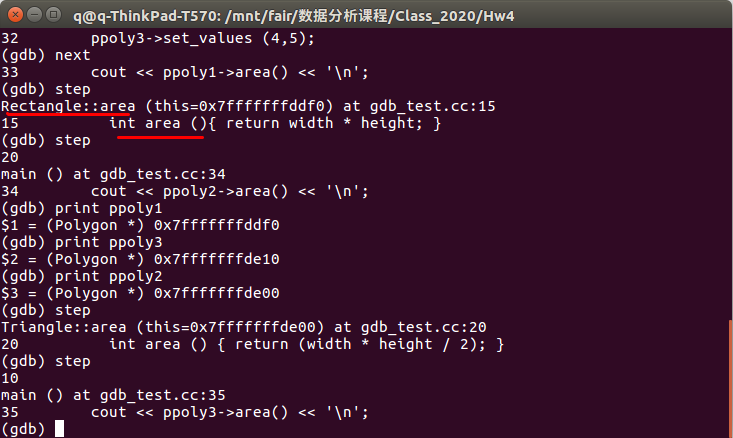 q@q-ThinkPad-T570: /mnt/fair/数据分析课程/Class_2020/Hw4
32        ppoly3->set_values (4,5);
(gdb) next
33        cout << ppoly1->area() << '\n';
(gdb) step
Rectangle::area (this=0x7fffffffddf0) at gdb_test.cc:15
15          int area (){ return width * height; }
(gdb) step
20
main () at gdb_test.cc:34
34        cout << ppoly2->area() << '\n';
(gdb) print ppoly1
$1 = (Polygon *) 0x7fffffffddf0
(gdb) print ppoly3
$2 = (Polygon *) 0x7fffffffde10
(gdb) print ppoly2
$3 = (Polygon *) 0x7fffffffde00
(gdb) step
Triangle::area (this=0x7fffffffde00) at gdb_test.cc:20
20          int area () { return (width * height / 2); }
(gdb) step
10
main () at gdb_test.cc:35
35        cout << ppoly3->area() << '\n';
(gdb)